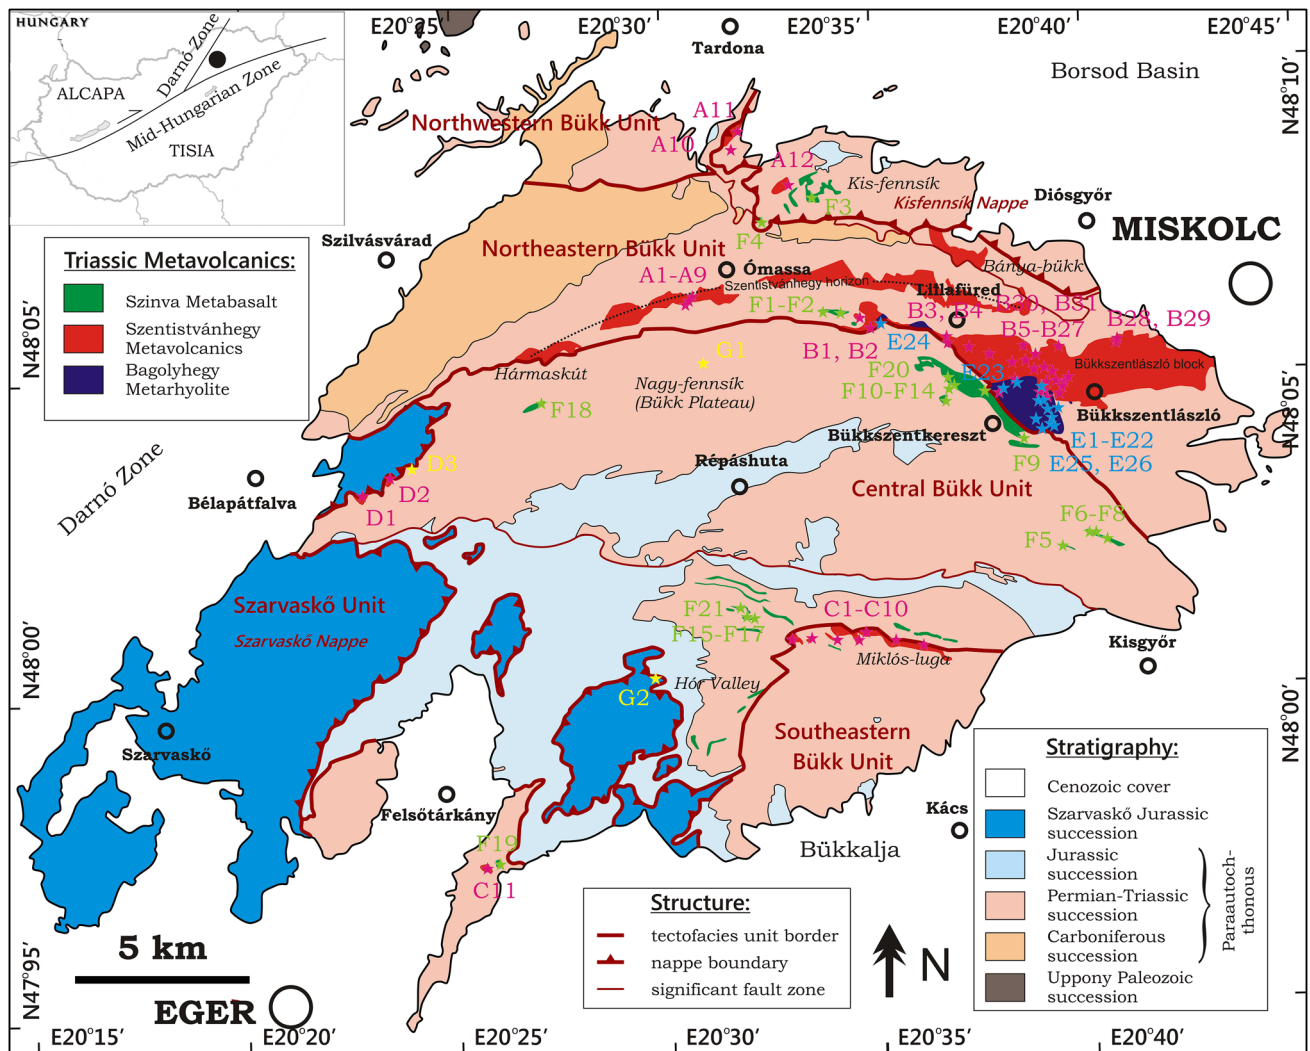 HUNGARY
Darnó Zone
ALCAPA
Mid-Hungarian Zone
TISIA
E20°25′
E20°30′
E20°35′
E20°40′
E20°45′
Tardona
Borsod Basin
N48°10′
Northwestern Bükk Unit
A11
A10
A12
Kis-fennsík
F3
Kisfennsík Nappe
Diósgyőr
MISKOLC
F4
Szilvásvárad
Northeastern Bükk Unit
Ómassa
Bánya-bükk
A1-A9
Szentistvánhegy horizon
Lillafüred
F1-F2
B3, B4
B30, BS1
B5-B27
B28, B29
Triassic Metavolcanics:
Szinva Metabasalt
Szentistvánhegy
Metavolcanics
Bagolyhegy
Metarhyolite
N48°05′
B1, B2
E24
G1
Hármaskút
Nagy-fennsík
(Bükk Plateau)
F20
E23
F10-F14
Bükkszentlászló block
F18
Bükkszentlászló
N48°05′
Bükkszentkereszt
E1-E22
F9
E25, E26
Darnó Zone
D3
D2
D1
Bélapátfalva
Répáshuta
Central Bükk Unit
F6-F8
F5
Szarvaskő Unit
Szarvaskő Nappe
F21
F15-F17
C1-C10
Miklós-luga
Kisgyőr
N48°00′
Hór Valley
G2
N48°00′
Szarvaskő
Southeastern
Bükk Unit
Felsőtárkány
Kács
Bükkalja
F19
C11
Stratigraphy:
Cenozoic cover
Szarvaskő Jurassic
succession
Jurassic
succession
Permian-Triassic
succession
Carboniferous
succession
Uppony Paleozoic
succession
Paraautoch-
thonous
Structure:
tectofacies unit border
nappe boundary
significant fault zone
N
5 km
EGER
N47°95′
E20°15′
E20°20′
E20°25′
E20°30′
E20°35′
E20°40′